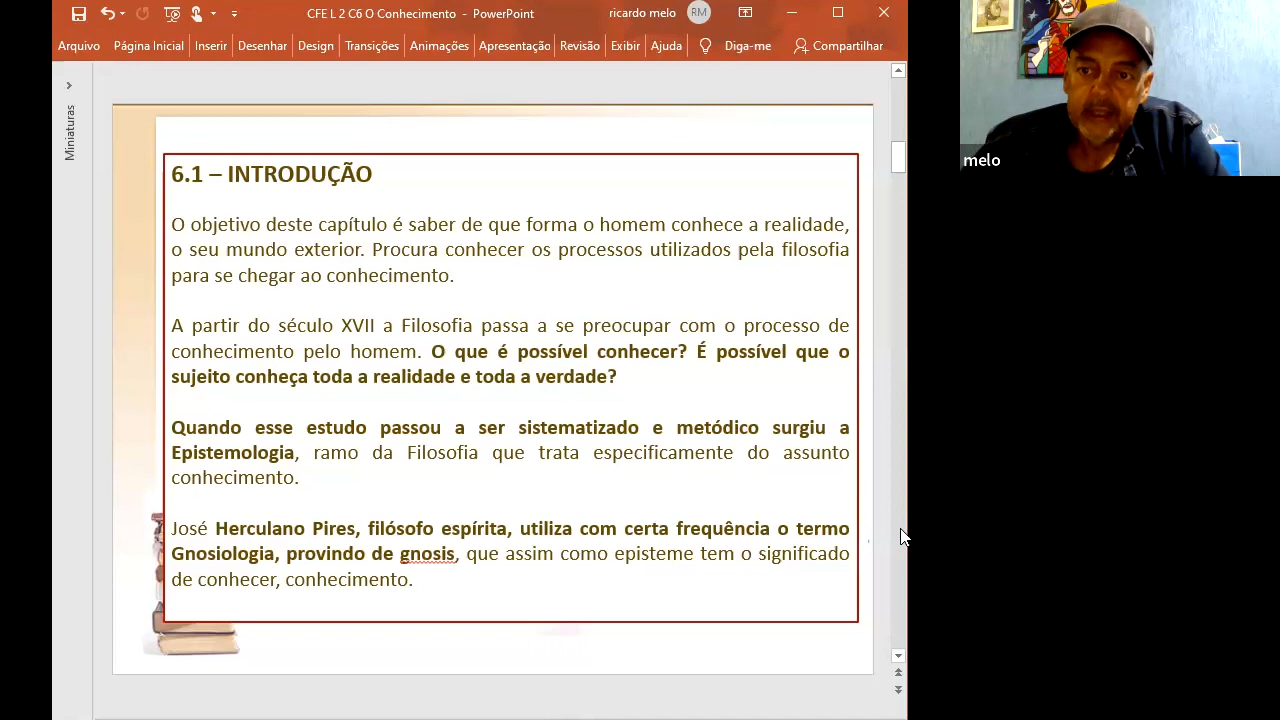 CFE L 2 C6 O Conhecimento - PowerPoint
ricardo melo
RM
Arquivo Página Inicial Inserir Desenhar Design Transições Animações Apresentação Revisão Exibir Ajuda Diga-me Compartilhar
Miniaturas
6.1 – INTRODUÇÃO
O objetivo deste capítulo é saber de que forma o homem conhece a realidade,
o seu mundo exterior. Procura conhecer os processos utilizados pela filosofia
para se chegar ao conhecimento.
A partir do século XVII a Filosofia passa a se preocupar com o processo de
conhecimento pelo homem. O que é possível conhecer? É possível que o
sujeito conheça toda a realidade e toda a verdade?
Quando esse estudo passou a ser sistematizado e metódico surgiu a
Epistemologia, ramo da Filosofia que trata especificamente do assunto
conhecimento.
José Herculano Pires, filósofo espírita, utiliza com certa frequência o termo
Gnosiologia, provindo de gnosis, que assim como episteme tem o significado
de conhecer, conhecimento.
melo